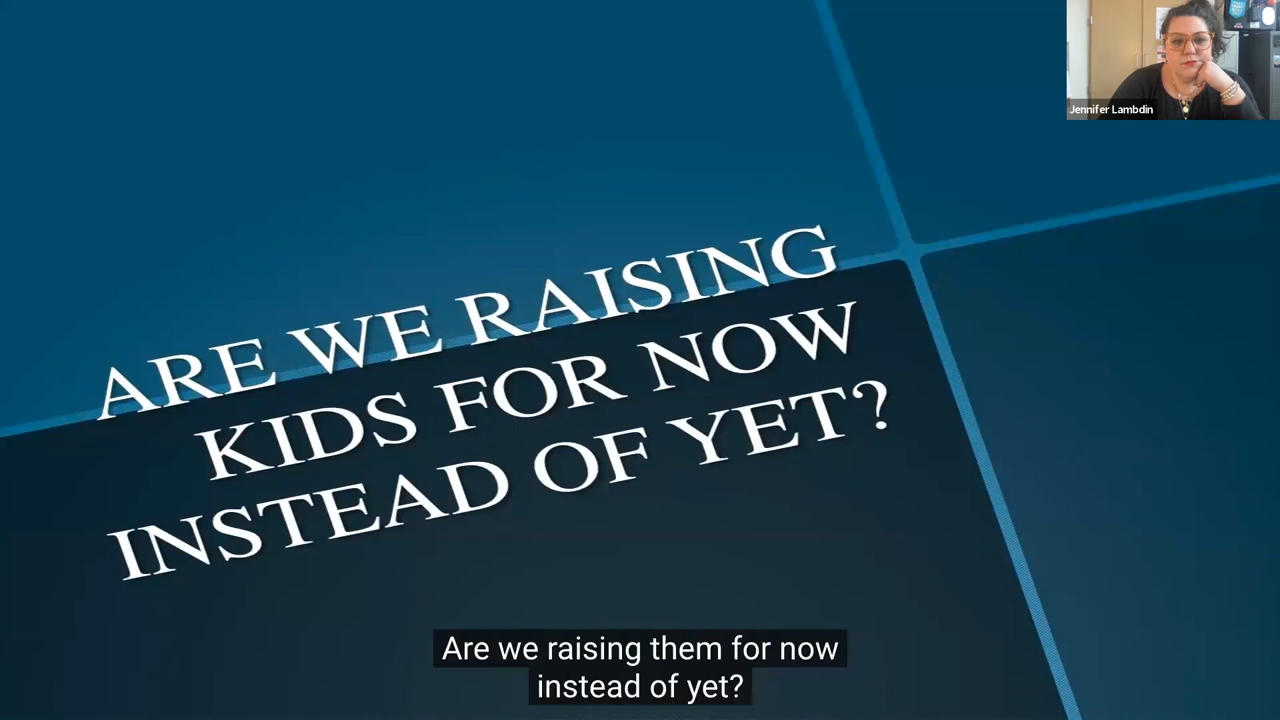 Jennifer Lambdin
ARE WE RAISING
KIDS FOR NOW
INSTEAD OF YET?
Are we raising them for now
instead of yet?